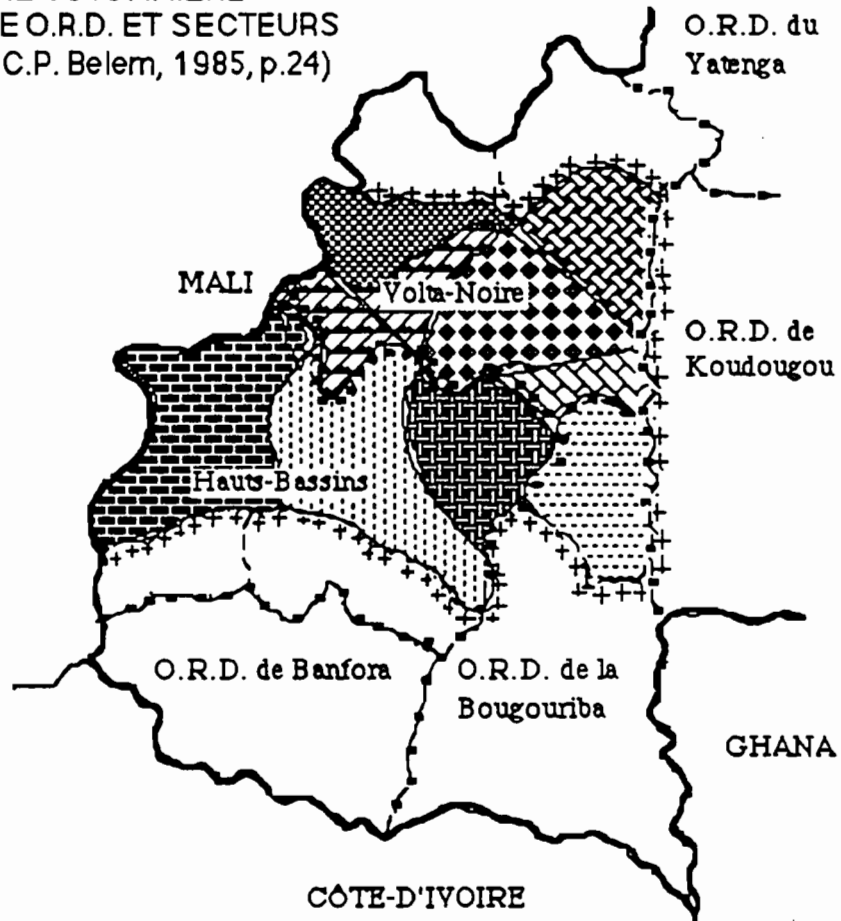 E O.R.D. ET SECTEURS
C.P. Belem, 1985, p.24)
O.R.D. du
Yatenga
MALI
Volta-Noire
O.R.D. de
Koudougou
Hauts-Bassins
O.R.D. de Banfora
O.R.D. de la
Bougouriba
GHANA
CÔTE-D'IVOIRE